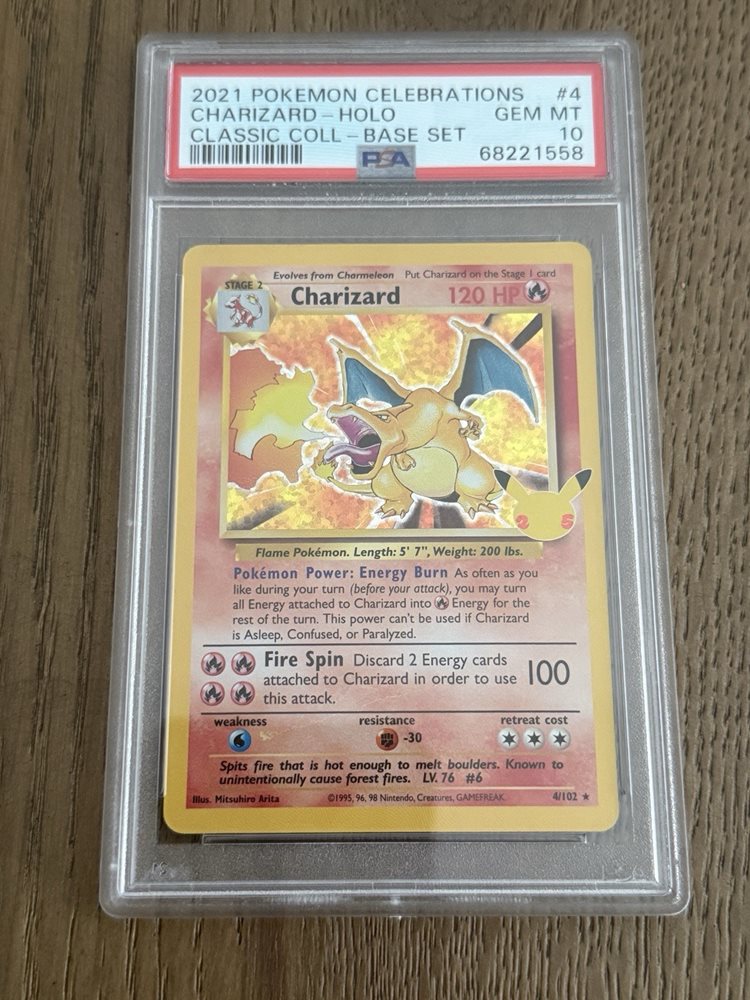 2021 POKEMON CELEBRATIONS #4
CHARIZARD-HOLO GEM MT
CLASSIC COLL-BASE SET 10
PSA 68221558
Evolves from Charmeleon Put Charizard on the Stage 1 card
STAGE 2
Charizard 120 HP
25
Flame Pokémon. Length: 5' 7", Weight: 200 lbs.
Pokémon Power: Energy Burn As often as you
like during your turn (before your attack), you may turn
all Energy attached to Charizard into Energy for the
rest of the turn. This power can't be used if Charizard
is Asleep, Confused, or Paralyzed.
Fire Spin Discard 2 Energy cards
attached to Charizard in order to use 100
this attack.
weakness resistance retreat cost
-30
Spits fire that is hot enough to melt boulders. Known to
unintentionally cause forest fires. LV. 76 #6
Illus. Mitsuhiro Arita ©1995, 96, 98 Nintendo, Creatures, GAMEFREAK. 4/102 ★